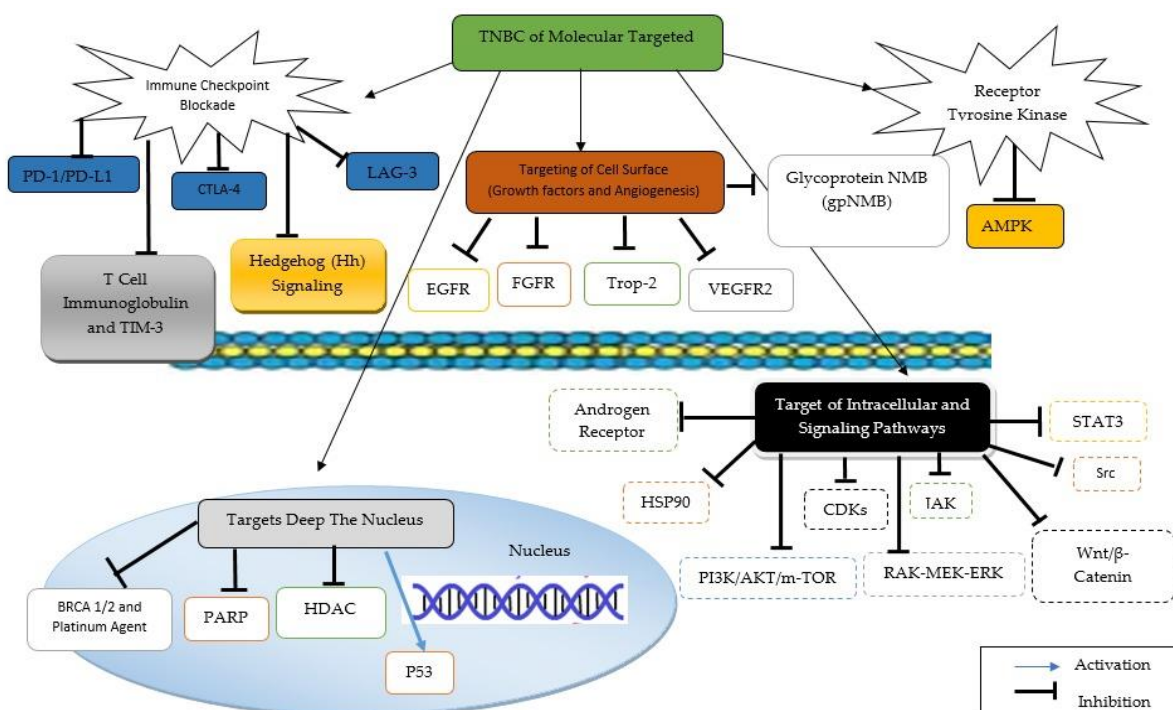 TNBC of Molecular Targeted
Immune Checkpoint
Blockade
Receptor
Tyrosine Kinase
PD-1/PD-L1
CTLA-4
LAG-3
Targeting of Cell Surface
(Growth factors and Angiogenesis)
Glycoprotein NMB
(gpNMB)
AMPK
T Cell
Immunoglobulin
and TIM-3
Hedgehog (Hh)
Signaling
EGFR
FGFR
Trop-2
VEGFR2
Androgen
Receptor
Target of Intracellular and
Signaling Pathways
STAT3
Src
HSP90
CDKs
JAK
PI3K/AKT/m-TOR
RAK-MEK-ERK
Wnt/β-
Catenin
Targets Deep The Nucleus
Nucleus
BRCA 1/2 and
Platinum Agent
PARP
HDAC
P53
Activation
Inhibition